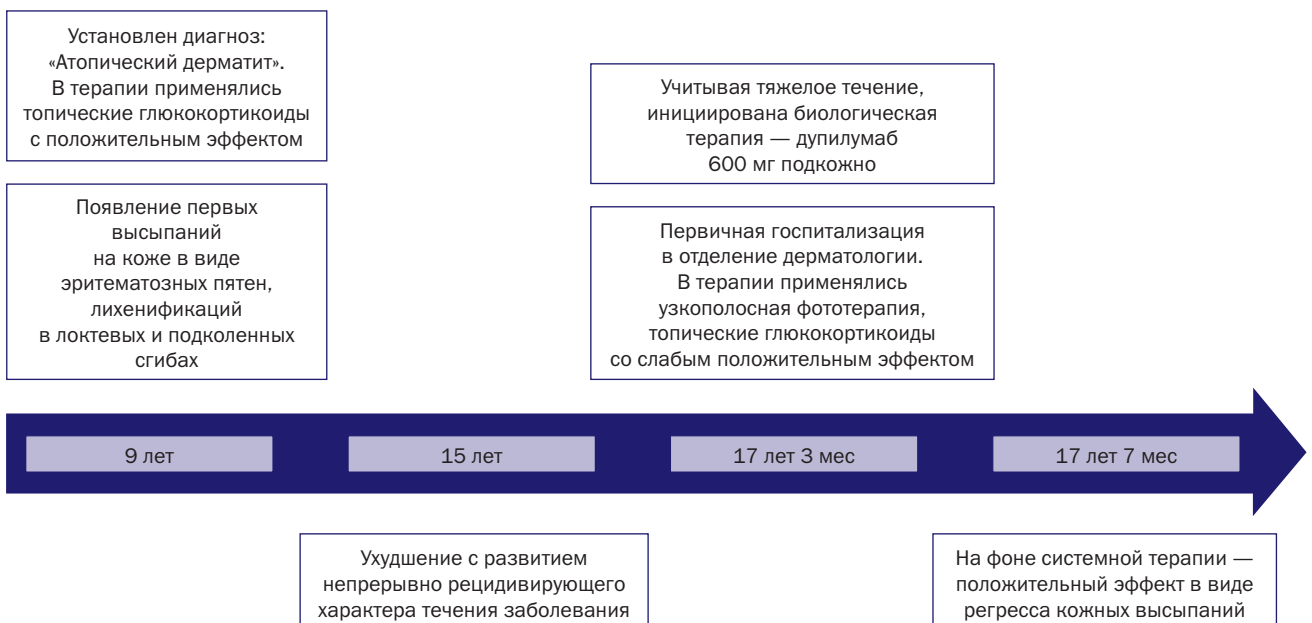 Установлен диагноз:
«Атопический дерматит».
В терапии применялись
топические глюкокортикоиды
с положительным эффектом
Появление первых
высыпаний
на коже в виде
эритематозных пятен,
лихенификаций
в локтевых и подколенных
сгибах
Учитывая тяжелое течение,
инициирована биологическая
терапия — дупилумаб
600 мг подкожно
Первичная госпитализация
в отделение дерматологии.
В терапии применялись
узкополосная фототерапия,
топические глюкокортикоиды
со слабым положительным эффектом
9 лет
15 лет
17 лет 3 мес
17 лет 7 мес
Ухудшение с развитием
непрерывно рецидивирующего
характера течения заболевания
На фоне системной терапии —
положительный эффект в виде
регресса кожных высыпаний